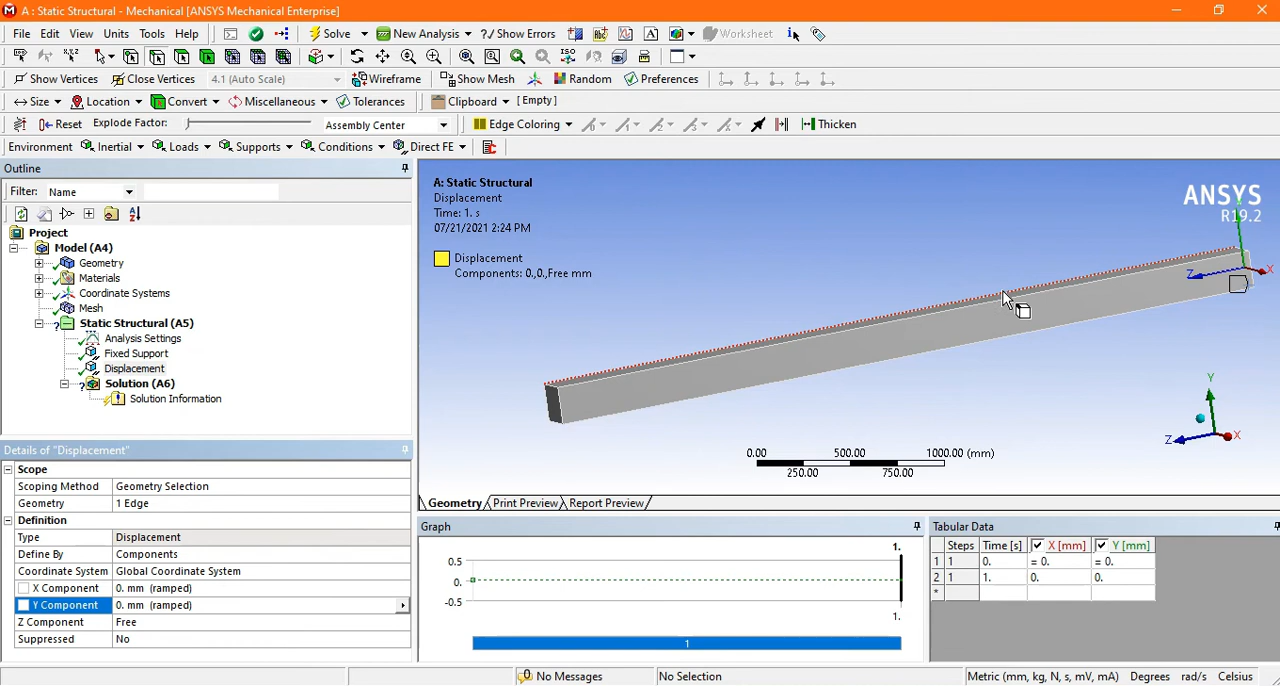 A : Static Structural - Mechanical [ANSYS Mechanical Enterprise]
File Edit View Units Tools Help Solve New Analysis ?/ Show Errors Worksheet
Show Vertices Close Vertices 4.1 (Auto Scale) Wireframe Show Mesh Random Preferences
Size Location Convert Miscellaneous Tolerances Clipboard [ Empty ]
Reset Explode Factor: Assembly Center Edge Coloring Thicken
Environment Inertial Loads Supports Conditions Direct FE
Outline
Filter: Name
Project
Model (A4)
Geometry
Materials
Coordinate Systems
Mesh
Static Structural (A5)
Analysis Settings
Fixed Support
Displacement
Solution (A6)
Solution Information
Details of "Displacement"
Scope
Scoping Method Geometry Selection
Geometry 1 Edge
Definition
Type Displacement
Define By Components
Coordinate System Global Coordinate System
X Component 0. mm (ramped)
Y Component 0. mm (ramped)
Z Component Free
Suppressed No
A: Static Structural
Displacement
Time: 1. s
07/21/2021 2:24 PM
Displacement
Components: 0.,0.,Free mm
ANSYS
R19.2
Z X
Y
Z X
0.00 500.00 1000.00 (mm)
250.00 750.00
Geometry Print Preview Report Preview
Graph
1.
0.5
0.
-0.5
1.
1
Tabular Data
Steps Time [s] X [mm] Y [mm]
1 1 0. = 0. = 0.
2 1 1. 0. 0.
*
No Messages No Selection Metric (mm, kg, N, s, mV, mA) Degrees rad/s Celsius